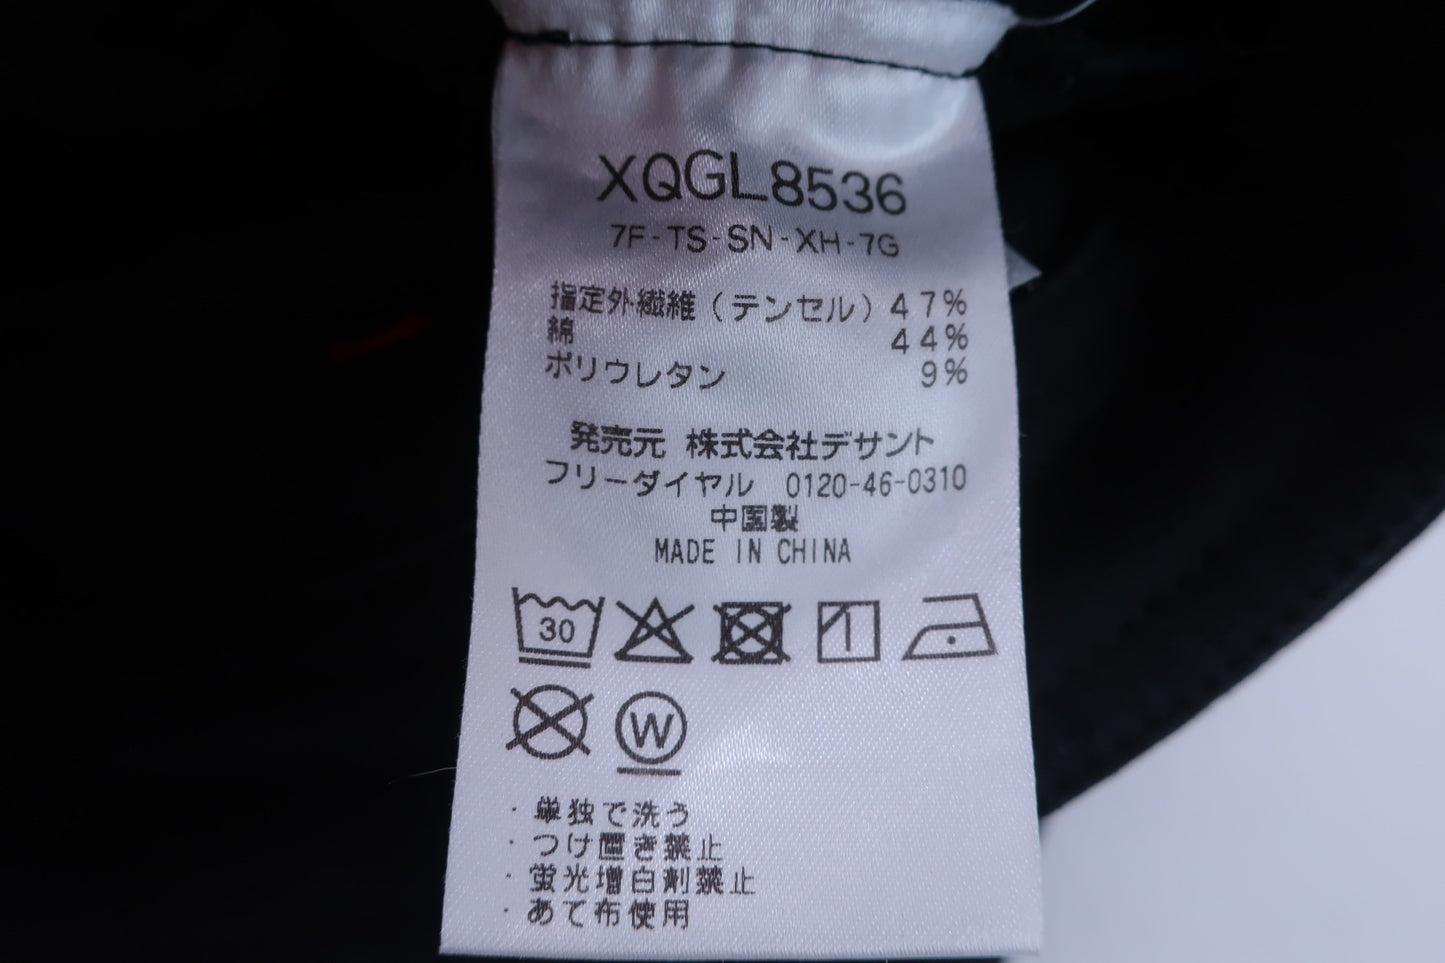 XQGL8536
7F-TS-SN-XH-7G
指定外繊維(テンセル) 47%
綿 44%
ポリウレタン 9%
発売元 株式会社デサント
フリーダイヤル 0120-46-0310
中国製
MADE IN CHINA
30
W
・単独で洗う
・つけ置き禁止
・蛍光増白剤禁止
・あて布使用